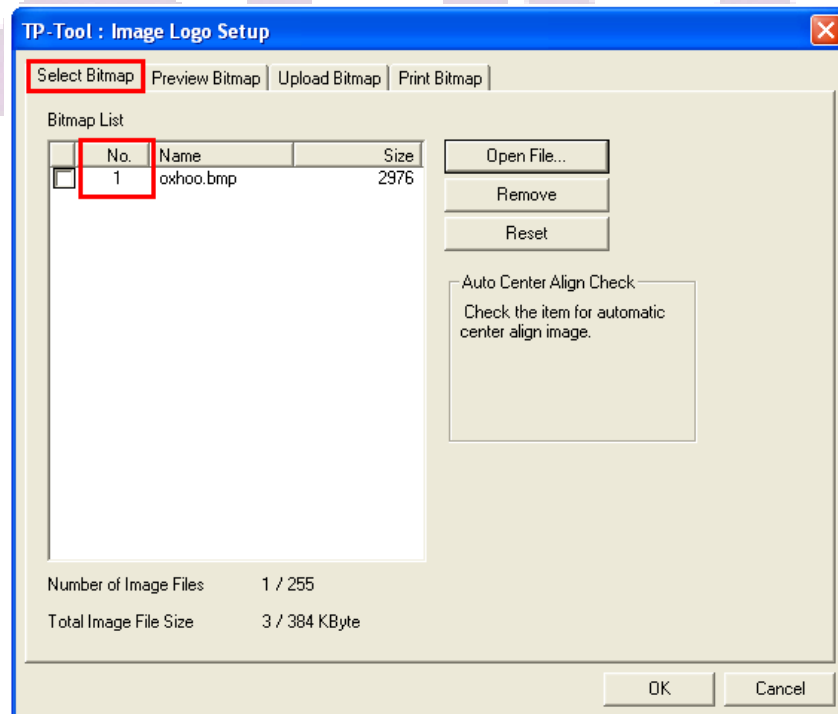 TP-Tool : Image Logo Setup
Select Bitmap Preview Bitmap Upload Bitmap Print Bitmap
Bitmap List
No. Name Size
1 oxhoo.bmp 2976
Open File...
Remove
Reset
Auto Center Align Check
Check the item for automatic
center align image.
Number of Image Files 1 / 255
Total Image File Size 3 / 384 KByte
OK Cancel